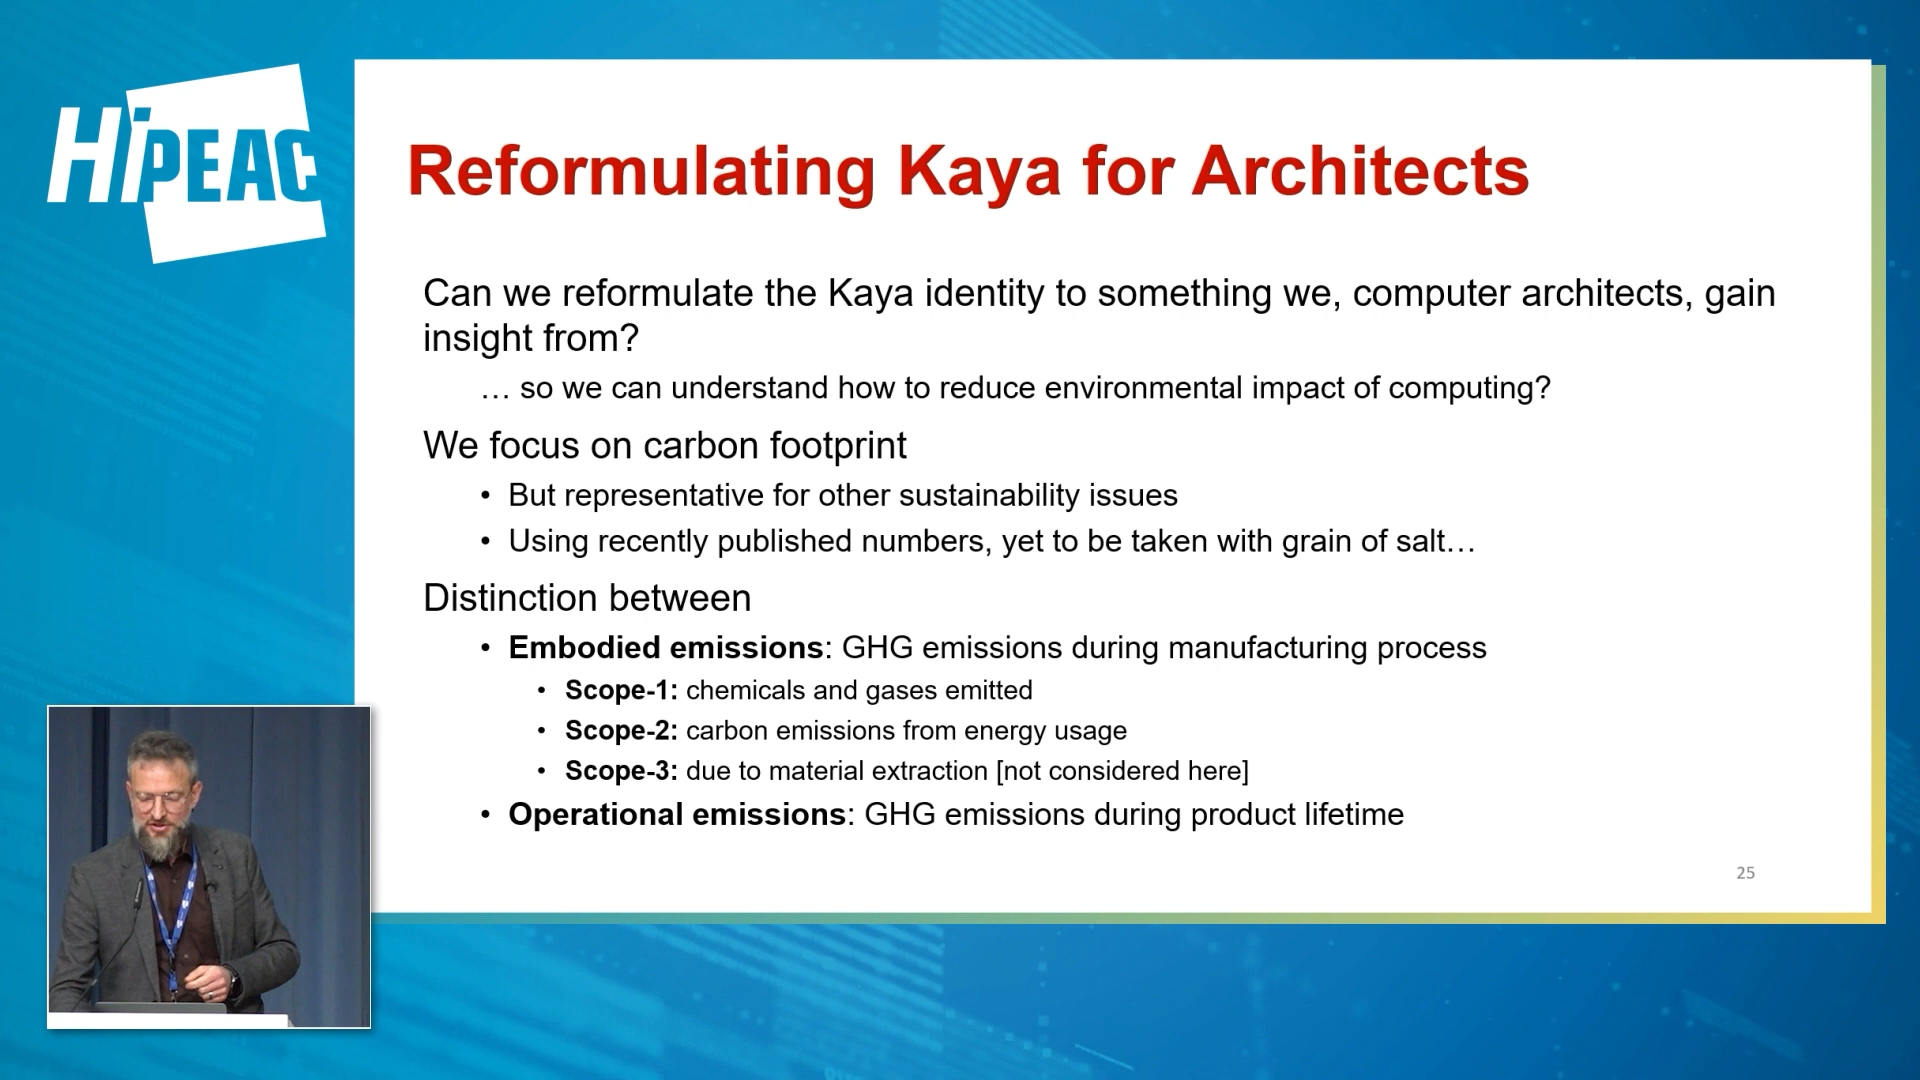 HiPEAC
Reformulating Kaya for Architects
Can we reformulate the Kaya identity to something we, computer architects, gain
insight from?
… so we can understand how to reduce environmental impact of computing?
We focus on carbon footprint
• But representative for other sustainability issues
• Using recently published numbers, yet to be taken with grain of salt…
Distinction between
• Embodied emissions: GHG emissions during manufacturing process
• Scope-1: chemicals and gases emitted
• Scope-2: carbon emissions from energy usage
• Scope-3: due to material extraction [not considered here]
• Operational emissions: GHG emissions during product lifetime
25